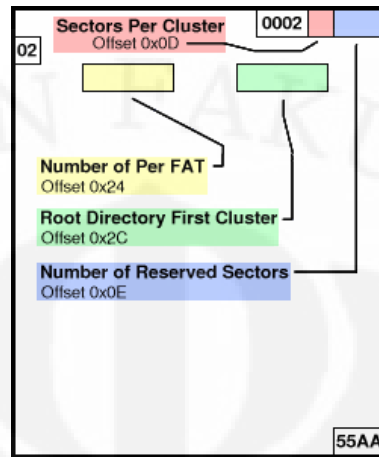 Sectors Per Cluster
Offset 0x0D
0002
02
Number of Per FAT
Offset 0x24
Root Directory First Cluster
Offset 0x2C
Number of Reserved Sectors
Offset 0x0E
55AA